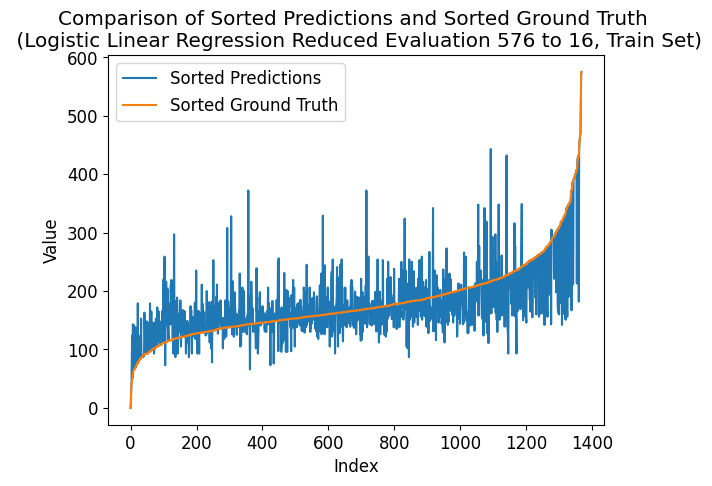 Comparison of Sorted Predictions and Sorted Ground Truth
(Logistic Linear Regression Reduced Evaluation 576 to 16, Train Set)
Sorted Predictions
Sorted Ground Truth
600
500
400
300
200
100
0
Value
0 200 400 600 800 1000 1200 1400
Index